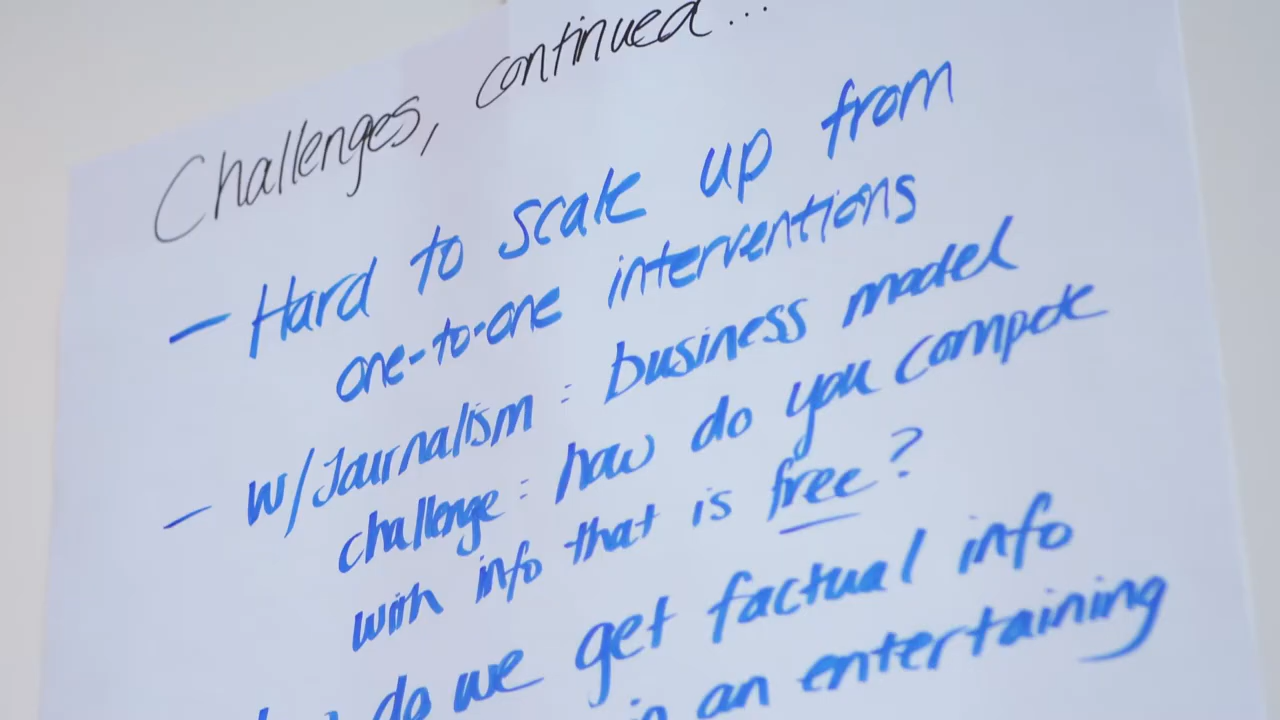 Challenges, continued...
- Hard to scale up from
one-to-one interventions
- w/Journalism: business model
challenge: how do you compete
with info that is free?
do we get factual info
in an entertaining